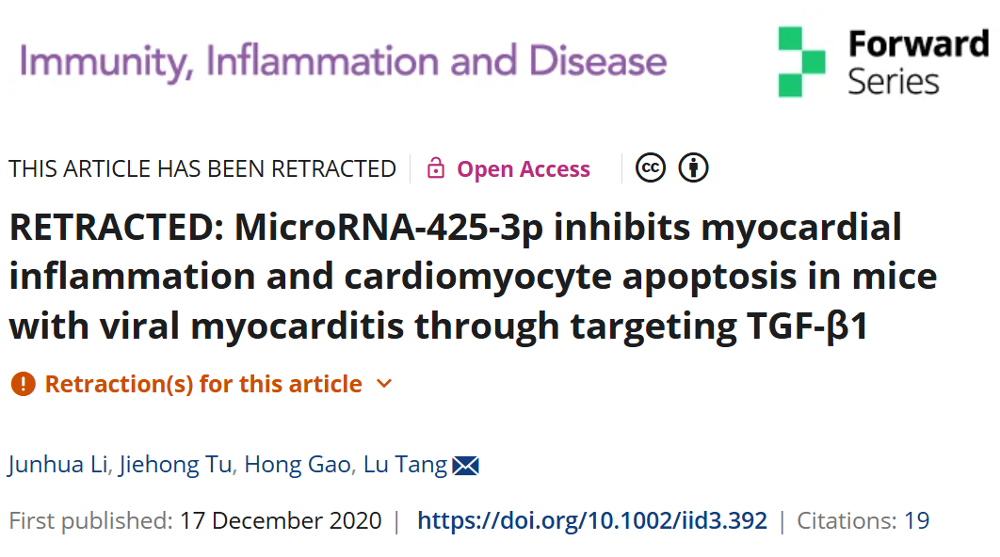 Immunity, Inflammation and Disease
Forward
Series
THIS ARTICLE HAS BEEN RETRACTED Open Access cc
RETRACTED: MicroRNA-425-3p inhibits myocardial
inflammation and cardiomyocyte apoptosis in mice
with viral myocarditis through targeting TGF-β1
! Retraction(s) for this article
Junhua Li, Jiehong Tu, Hong Gao, Lu Tang
First published: 17 December 2020 | https://doi.org/10.1002/iid3.392 | Citations: 19